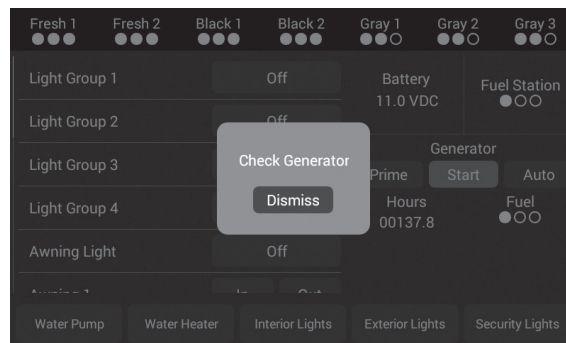 Fresh 1 Fresh 2 Black 1 Black 2 Gray 1 Gray 2 Gray 3
Light Group 1 Off
Battery
11.0 VDC
Fuel Station
Light Group 2 Off
Light Group 3
Light Group 4
Awning Light Off
Awning 1 In Out
Check Generator
Dismiss
Generator
Prime Start Auto
Hours
00137.8
Fuel
Water Pump Water Heater Interior Lights Exterior Lights Security Lights